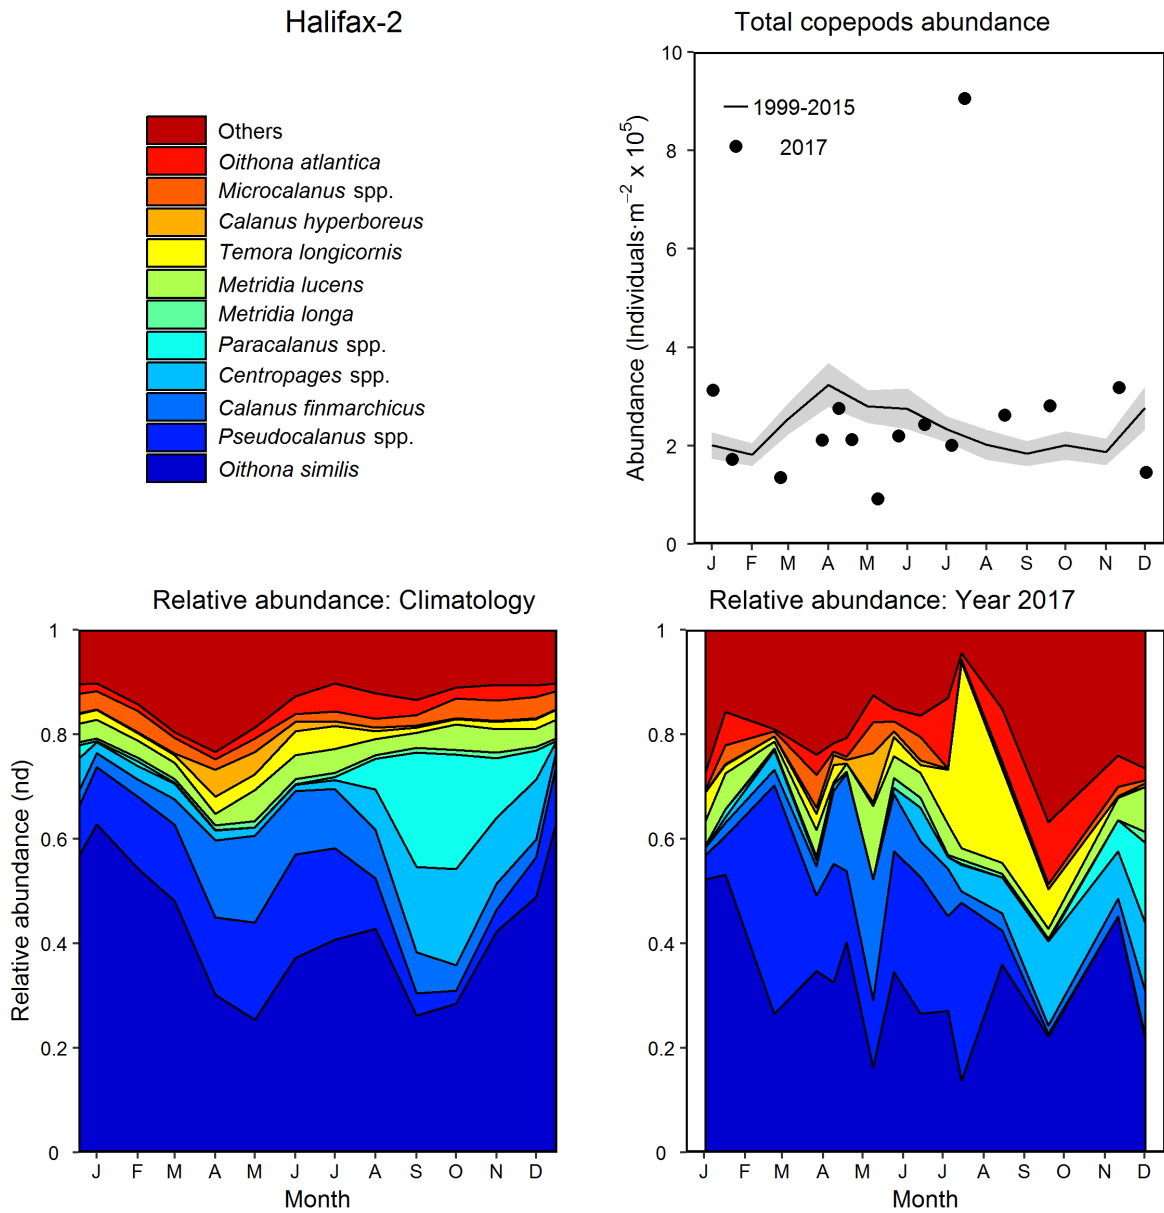 Halifax-2
Others
Oithona atlantica
Microcalanus spp.
Calanus hyperboreus
Temora longicornis
Metridia lucens
Metridia longa
Paracalanus spp.
Centropages spp.
Calanus finmarchicus
Pseudocalanus spp.
Oithona similis
Total copepods abundance
Abundance (Individuals·m⁻² x 10⁵)
10
8
6
4
2
0
1999-2015
2017
J F M A M J J A S O N D
Relative abundance: Climatology
Relative abundance (nd)
1
0.8
0.6
0.4
0.2
0
J F M A M J J A S O N D
Month
Relative abundance: Year 2017
1
0.8
0.6
0.4
0.2
0
J F M A M J J A S O N D
Month